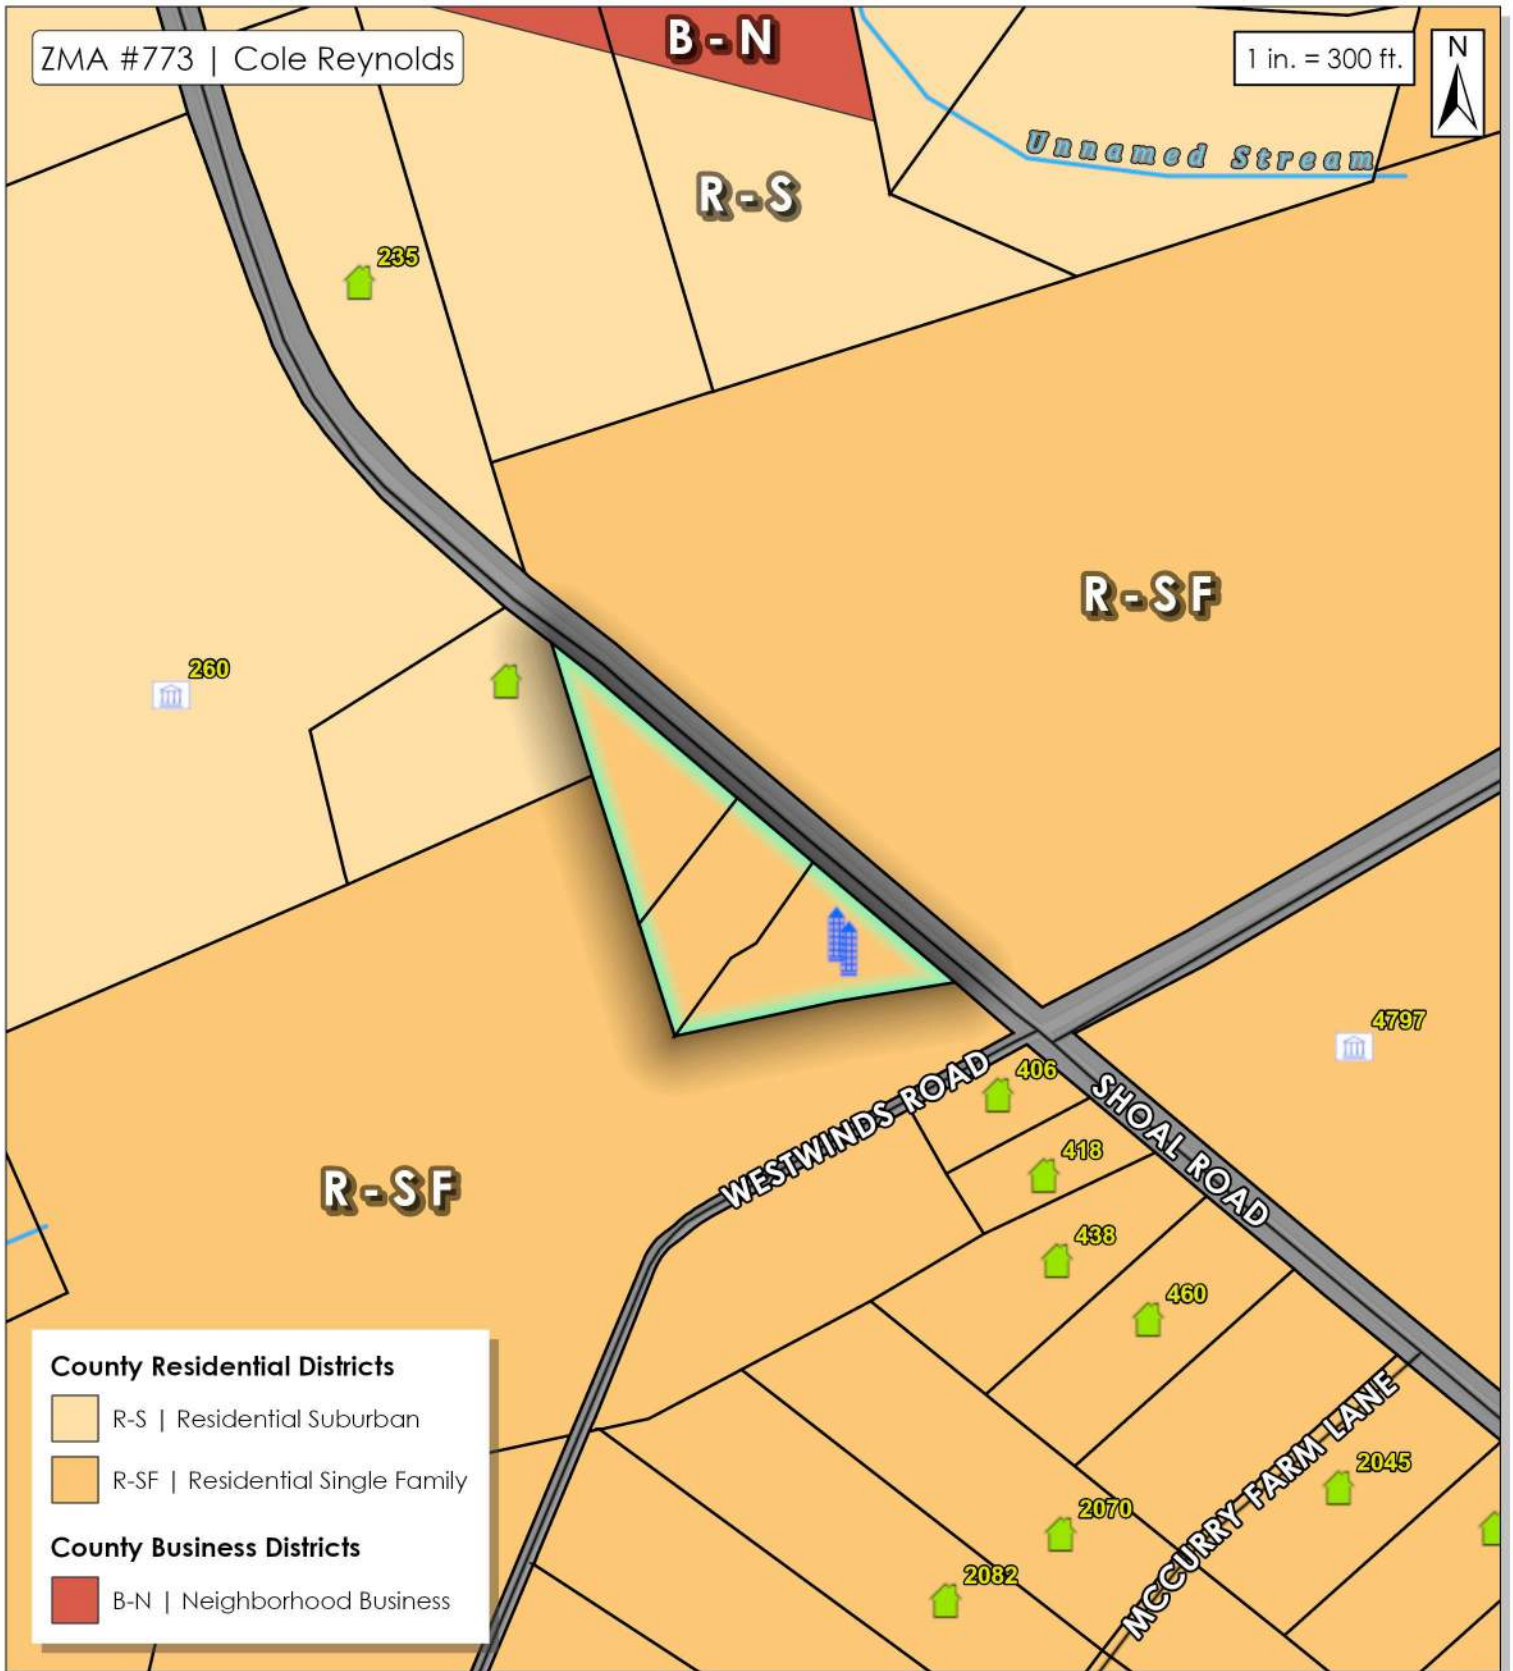 ZMA #773 | Cole Reynolds
B-N
1 in. = 300 ft.
N
Unnamed Stream
R-S
235
R-SF
260
4797
WESTWINDS ROAD
406
SHOAL ROAD
418
R-SF
438
460
County Residential Districts
R-S | Residential Suburban
R-SF | Residential Single Family
County Business Districts
B-N | Neighborhood Business
MCCURRY FARM LANE
2045
2070
2082